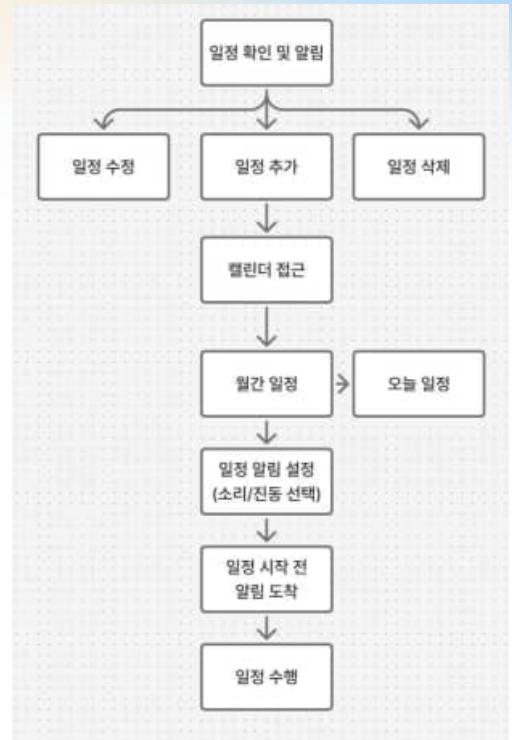 일정 확인 및 알림
일정 수정
일정 추가
일정 삭제
캘린더 접근
월간 일정
오늘 일정
일정 알림 설정
(소리/진동 선택)
일정 시작 전
알림 도착
일정 수행